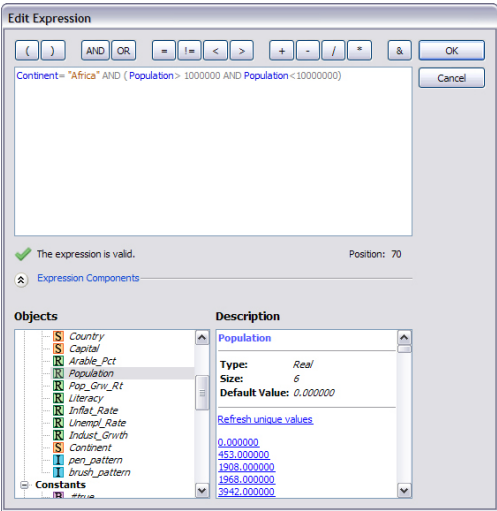 Edit Expression
( ) AND OR = != < > + - / * & OK
Continent= "Africa" AND ( Population> 1000000 AND Population<10000000)
Cancel
The expression is valid. Position: 70
Expression Components
Objects
S Country
S Capital
R Arable_Pct
R Population
R Pop_Grw_Rt
R Literacy
R Inflat_Rate
R Unempl_Rate
R Indust_Grwth
S Continent
I pen_pattern
I brush_pattern
Constants
B #true
Description
Population
Type: Real
Size: 6
Default Value: 0.000000
Refresh unique values
0.000000
453.000000
1908.000000
1968.000000
3942.000000